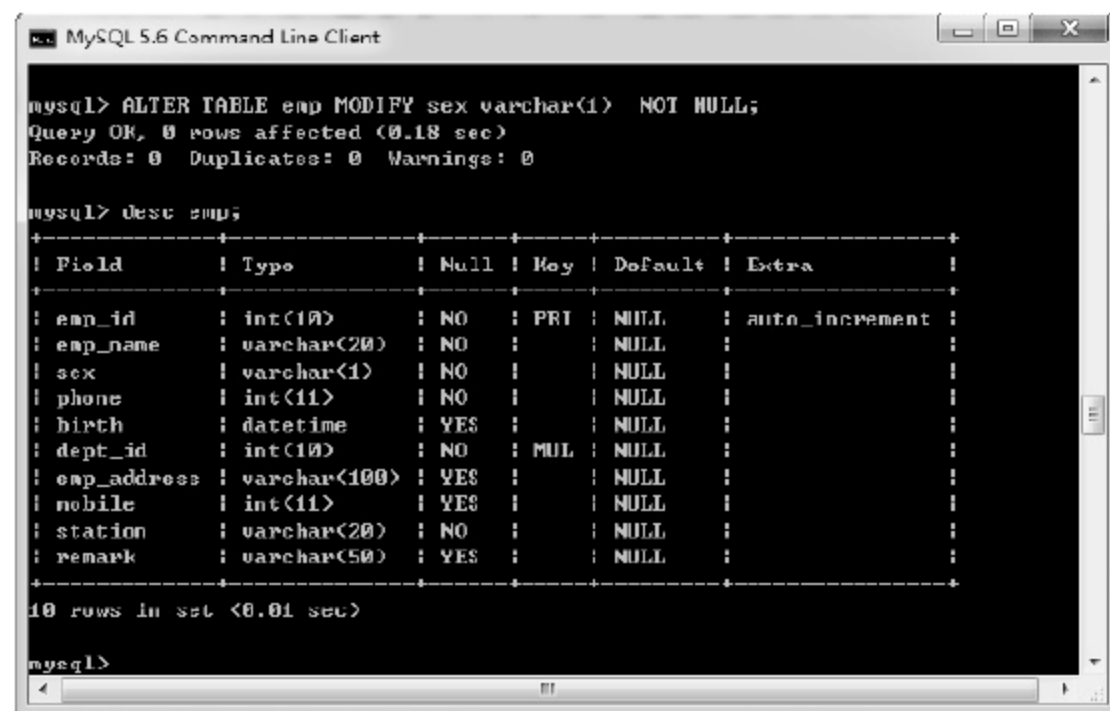 MySQL 5.6 Command Line Client
mysql> ALTER TABLE emp MODIFY sex varchar(1)  NOT NULL;
Query OK, 0 rows affected (0.18 sec)
Records: 0  Duplicates: 0  Warnings: 0
mysql> desc emp;
+-------------+--------------+------+-----+---------+----------------+
| Field       | Type         | Null | Key | Default | Extra          |
+-------------+--------------+------+-----+---------+----------------+
| emp_id      | int(10)      | NO   | PRI | NULL    | auto_increment |
| emp_name    | varchar(20)  | NO   |     | NULL    |                |
| sex         | varchar(1)   | NO   |     | NULL    |                |
| phone       | int(11)      | NO   |     | NULL    |                |
| birth       | datetime     | YES  |     | NULL    |                |
| dept_id     | int(10)      | NO   | MUL | NULL    |                |
| emp_address | varchar(100) | YES  |     | NULL    |                |
| mobile      | int(11)      | YES  |     | NULL    |                |
| station     | varchar(20)  | NO   |     | NULL    |                |
| remark      | varchar(50)  | YES  |     | NULL    |                |
+-------------+--------------+------+-----+---------+----------------+
10 rows in set (0.01 sec)
mysql>